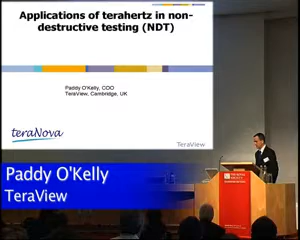 Applications of terahertz in non-
destructive testing (NDT)
Paddy O'Kelly, COO
TeraView, Cambridge, UK
teraNova
TeraView
Paddy O'Kelly
TeraView